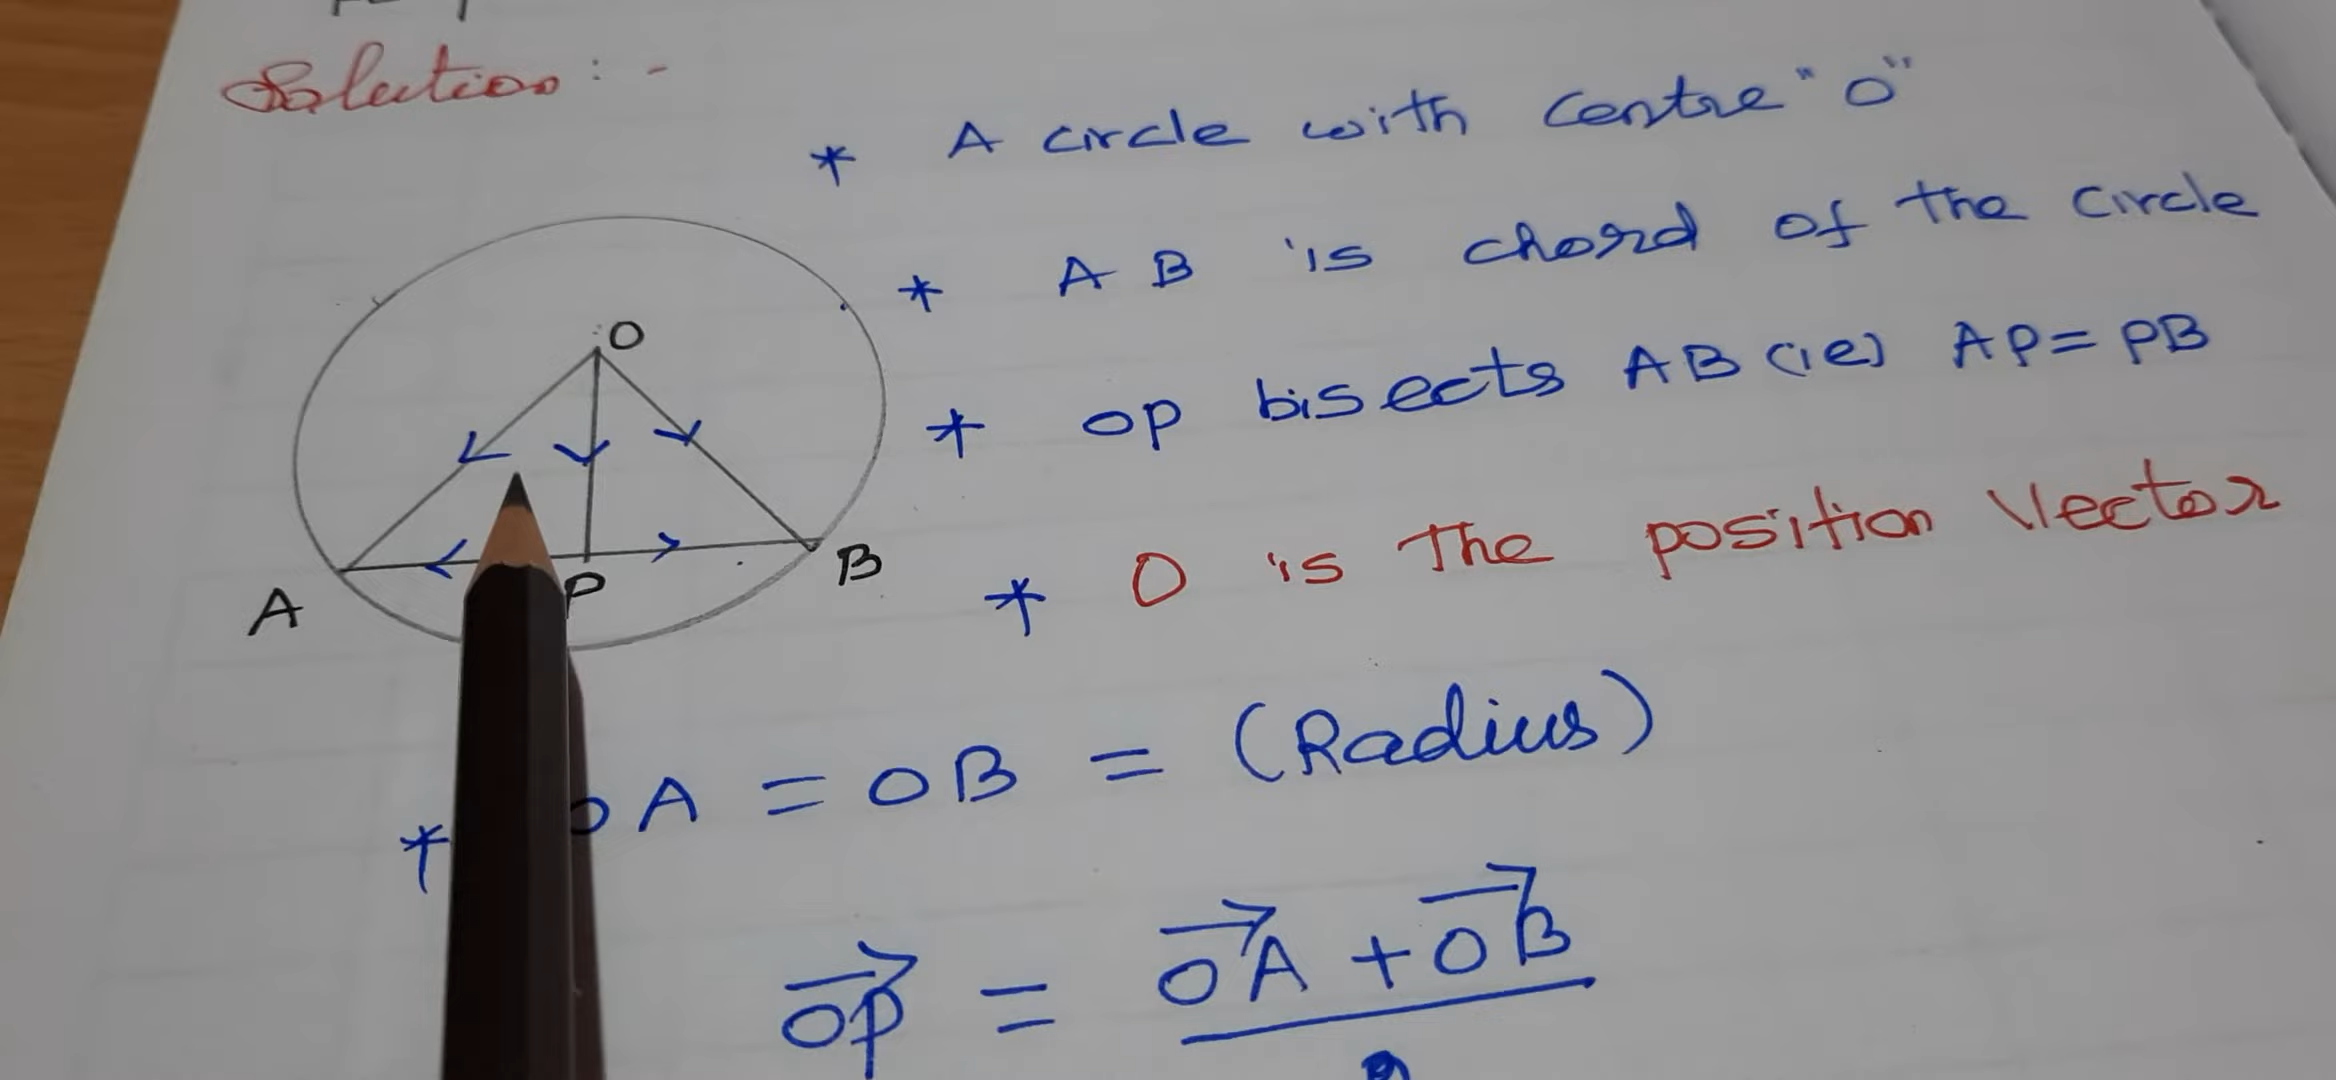 Solution : -
* A circle with centre "O"
* AB is chord of the circle
* OP bisects AB (ie) AP = PB
* O is the position vector
O
A
P
B
* OA = OB = (Radius)
OP = OA + OB